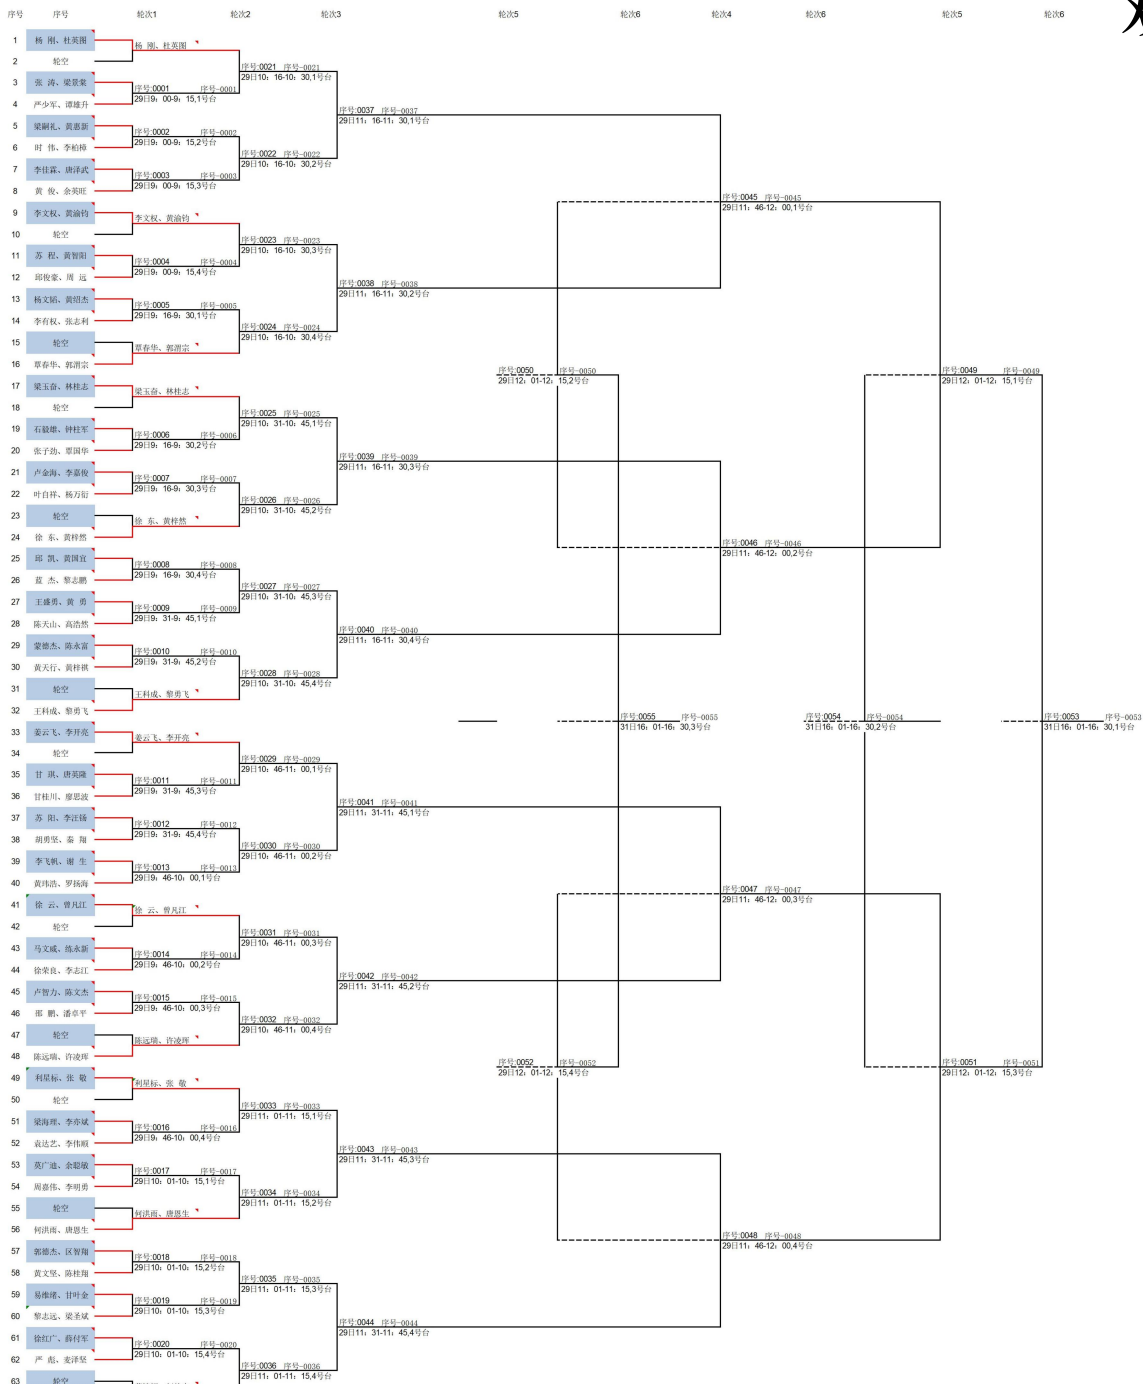 序号 序号 轮次1 轮次2 轮次3 轮次5 轮次6 轮次4 轮次6 轮次5 轮次6
1 杨 刚、杜英图
2 轮空
3 张 涛、梁景棠
4 严少军、谭雄升
5 梁嗣礼、黄惠新
6 时 伟、李柏樟
7 李佳霖、唐泽武
8 黄 俊、余英旺
9 李文权、黄渝钧
10 轮空
11 苏 程、黄智阳
12 邱俊豪、周 远
13 杨文韬、黄绍杰
14 李有权、张志利
15 轮空
16 覃春华、郭渭宗
17 梁玉奋、林桂志
18 轮空
19 石毅雄、钟柱军
20 张子劲、覃国华
21 卢金海、李嘉俊
22 叶自祥、杨万衍
23 轮空
24 徐 东、黄梓然
25 邱 凯、黄国宜
26 蓝 杰、黎志鹏
27 王盛勇、黄 勇
28 陈天山、高浩然
29 蒙德杰、陈永富
30 黄天行、黄梓祺
31 轮空
32 王科成、黎勇飞
33 姜云飞、李开亮
34 轮空
35 甘 琪、唐英隆
36 甘桂川、廖思波
37 苏 阳、李汪锡
38 胡勇坚、秦 翔
39 李飞帆、谢 生
40 黄玮浩、罗扬海
41 徐 云、曾凡江
42 轮空
43 马文威、练永新
44 徐荣良、李志江
45 卢智力、陈文杰
46 邢 鹏、潘卓平
47 轮空
48 陈远瑞、许凌珲
49 利星标、张 敬
50 轮空
51 梁海理、李亦斌
52 袁达艺、李伟顺
53 莫广迪、余聪敏
54 周嘉伟、李明勇
55 轮空
56 何洪雨、唐恩生
57 郭德杰、区智翔
58 黄文坚、陈桂翔
59 易维绪、甘叶金
60 黎志远、梁圣斌
61 徐红广、薛付军
62 严 彪、麦泽坚
63 轮空
杨 刚、杜英图
序号:0001 序号-0001
29日9：00-9：15,1号台
序号:0002 序号-0002
29日9：00-9：15,2号台
序号:0003 序号-0003
29日9：00-9：15,3号台
李文权、黄渝钧
序号:0004 序号-0004
29日9：00-9：15,4号台
序号:0005 序号-0005
29日9：16-9：30,1号台
覃春华、郭渭宗
梁玉奋、林桂志
序号:0006 序号-0006
29日9：16-9：30,2号台
序号:0007 序号-0007
29日9：16-9：30,3号台
徐 东、黄梓然
序号:0008 序号-0008
29日9：16-9：30,4号台
序号:0009 序号-0009
29日9：31-9：45,1号台
序号:0010 序号-0010
29日9：31-9：45,2号台
王科成、黎勇飞
姜云飞、李开亮
序号:0011 序号-0011
29日9：31-9：45,3号台
序号:0012 序号-0012
29日9：31-9：45,4号台
序号:0013 序号-0013
29日9：46-10：00,1号台
徐 云、曾凡江
序号:0014 序号-0014
29日9：46-10：00,2号台
序号:0015 序号-0015
29日9：46-10：00,3号台
陈远瑞、许凌珲
利星标、张 敬
序号:0016 序号-0016
29日9：46-10：00,4号台
序号:0017 序号-0017
29日10：01-10：15,1号台
何洪雨、唐恩生
序号:0018 序号-0018
29日10：01-10：15,2号台
序号:0019 序号-0019
29日10：01-10：15,3号台
序号:0020 序号-0020
29日10：01-10：15,4号台
序号:0021 序号-0021
29日10：16-10：30,1号台
序号:0022 序号-0022
29日10：16-10：30,2号台
序号:0023 序号-0023
29日10：16-10：30,3号台
序号:0024 序号-0024
29日10：16-10：30,4号台
序号:0025 序号-0025
29日10：31-10：45,1号台
序号:0026 序号-0026
29日10：31-10：45,2号台
序号:0027 序号-0027
29日10：31-10：45,3号台
序号:0028 序号-0028
29日10：31-10：45,4号台
序号:0029 序号-0029
29日10：46-11：00,1号台
序号:0030 序号-0030
29日10：46-11：00,2号台
序号:0031 序号-0031
29日10：46-11：00,3号台
序号:0032 序号-0032
29日10：46-11：00,4号台
序号:0033 序号-0033
29日11：01-11：15,1号台
序号:0034 序号-0034
29日11：01-11：15,2号台
序号:0035 序号-0035
29日11：01-11：15,3号台
序号:0036 序号-0036
29日11：01-11：15,4号台
序号:0037 序号-0037
29日11：16-11：30,1号台
序号:0038 序号-0038
29日11：16-11：30,2号台
序号:0039 序号-0039
29日11：16-11：30,3号台
序号:0040 序号-0040
29日11：16-11：30,4号台
序号:0041 序号-0041
29日11：31-11：45,1号台
序号:0042 序号-0042
29日11：31-11：45,2号台
序号:0043 序号-0043
29日11：31-11：45,3号台
序号:0044 序号-0044
29日11：31-11：45,4号台
序号:0050 序号-0050
29日12：01-12：15,2号台
序号:0052 序号-0052
29日12：01-12：15,4号台
序号:0055 序号-0055
31日16：01-16：30,3号台
序号:0045 序号-0045
29日11：46-12：00,1号台
序号:0046 序号-0046
29日11：46-12：00,2号台
序号:0047 序号-0047
29日11：46-12：00,3号台
序号:0048 序号-0048
29日11：46-12：00,4号台
序号:0054 序号-0054
31日16：01-16：30,2号台
序号:0049 序号-0049
29日12：01-12：15,1号台
序号:0051 序号-0051
29日12：01-12：15,3号台
序号:0053 序号-0053
31日16：01-16：30,1号台